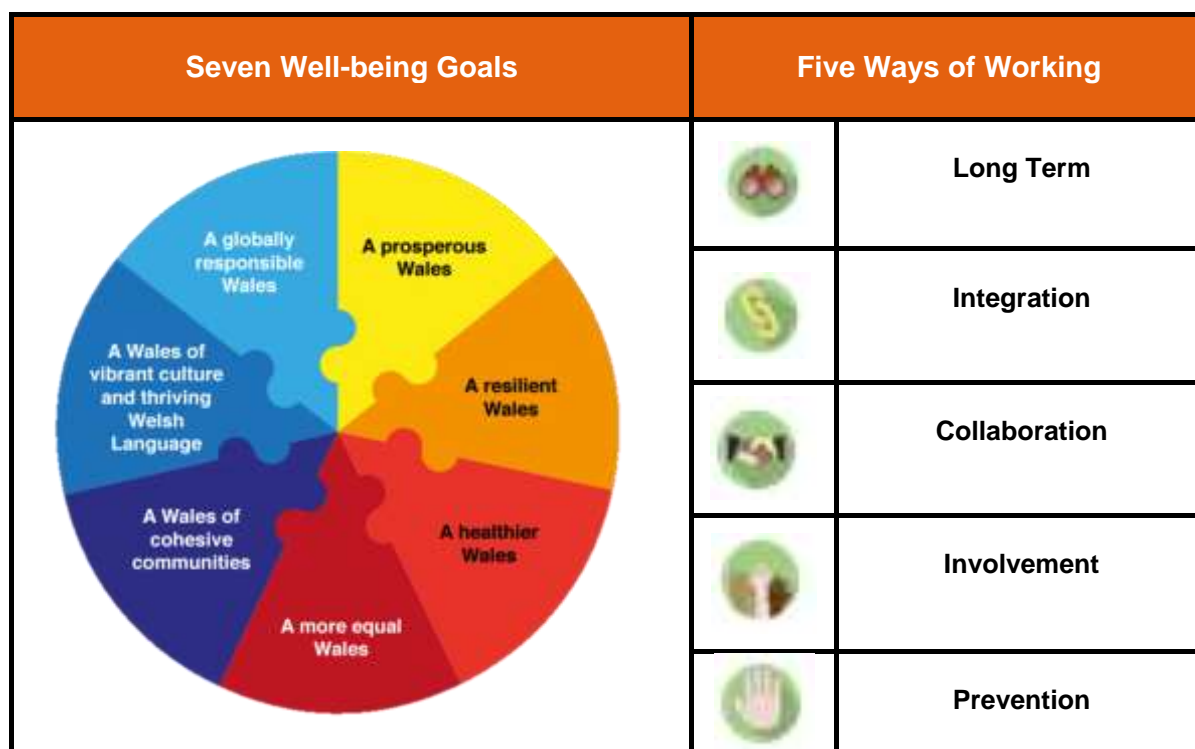 Seven Well-being Goals
Five Ways of Working
A globally
responsible
Wales
A prosperous
Wales
A resilient
Wales
A healthier
Wales
A more equal
Wales
A Wales of
cohesive
communities
A Wales of
vibrant culture
and thriving
Welsh
Language
Long Term
Integration
Collaboration
Involvement
Prevention